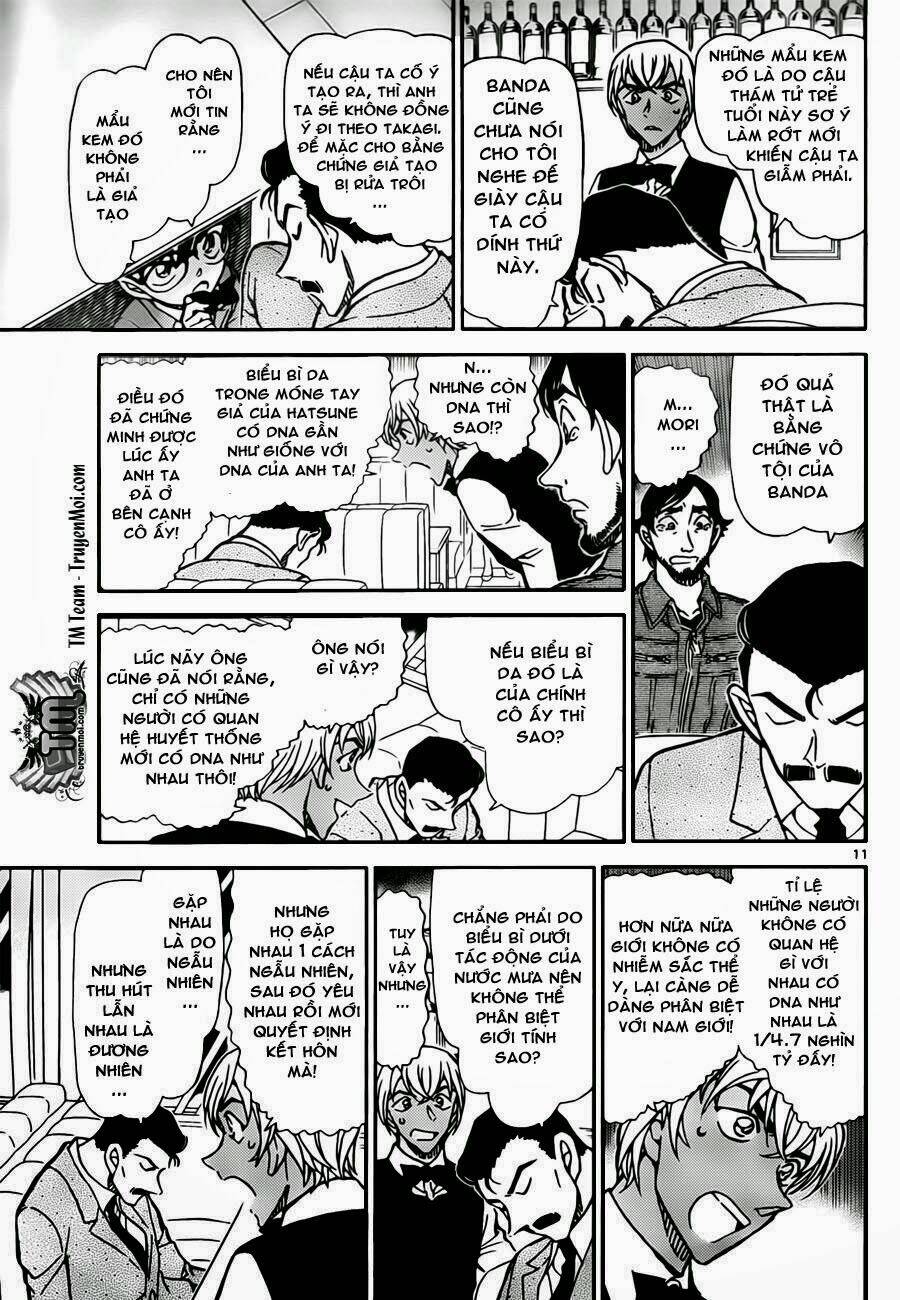 NHỮNG MẨU KEM
ĐÓ LÀ DO CẬU
THÁM TỬ TRẺ
TUỔI NÀY SƠ Ý
LÀM RỚT MỚI
KHIẾN CẬU TA
GIẪM PHẢI.
BANDA
CŨNG
CHƯA NÓI
CHO TÔI
NGHE ĐẾ
GIÀY CẬU
TA CÓ
DÍNH THỨ
NÀY.
NẾU CẬU TA CỐ Ý
TẠO RA, THÌ ANH
TA SẼ KHÔNG ĐỒNG
Ý ĐI THEO TAKAGI.
ĐỂ MẶC CHO BẰNG
CHỨNG GIẢ TẠO
BỊ RỬA TRÔI
...
CHO NÊN
TÔI
MỚI TIN
RẰNG
...
MẨU
KEM ĐÓ
KHÔNG
PHẢI
LÀ GIẢ
TẠO
ĐÓ QUẢ
THẬT LÀ
BẰNG
CHỨNG VÔ
TỘI CỦA
BANDA
M...
MORI
...
N...
NHƯNG CÒN
DNA THÌ
SAO!?
BIỂU BÌ DA
TRONG MÓNG TAY
GIẢ CỦA HATSUNE
CÓ DNA GẦN
NHƯ GIỐNG VỚI
DNA CỦA ANH TA!
ĐIỀU ĐÓ
ĐÃ CHỨNG
MINH ĐƯỢC
LÚC ẤY
ANH TA
ĐÃ Ở
BÊN CẠNH
CÔ ẤY!
NẾU BIỂU BÌ
DA ĐÓ LÀ
CỦA CHÍNH
CÔ ẤY THÌ
SAO?
ÔNG NÓI
GÌ VẬY?
LÚC NÃY ÔNG
CŨNG ĐÃ NÓI RẰNG,
CHỈ CÓ NHỮNG
NGƯỜI CÓ QUAN
HỆ HUYẾT THỐNG
MỚI CÓ DNA NHƯ
NHAU THÔI!
TM Team - TruyenMoi.com
TM
truyenmoi.com
11
TỈ LỆ
NHỮNG NGƯỜI
KHÔNG CÓ
QUAN HỆ
GÌ VỚI
NHAU CÓ
DNA NHƯ
NHAU LÀ
1/4.7 NGHÌN
TỶ ĐẤY!
HƠN NỮA NỮ
GIỚI KHÔNG CÓ
NHIỄM SẮC THỂ
Y, LẠI CÀNG DỄ
DÀNG PHÂN BIỆT
VỚI NAM GIỚI!
CHẲNG PHẢI DO
BIỂU BÌ DƯỚI
TÁC ĐỘNG CỦA
NƯỚC MƯA NÊN
KHÔNG THỂ
PHÂN BIỆT
GIỚI TÍNH
SAO?
TUY
LÀ
VẬY
NHƯNG
...
NHƯNG
HỌ GẶP
NHAU 1 CÁCH
NGẪU NHIÊN,
SAU ĐÓ YÊU
NHAU RỒI MỚI
QUYẾT ĐỊNH
KẾT HÔN
MÀ!
GẶP
NHAU
LÀ DO
NGẪU
NHIÊN
...
NHƯNG
THU HÚT
LẪN
NHAU LÀ
ĐƯƠNG
NHIÊN
...